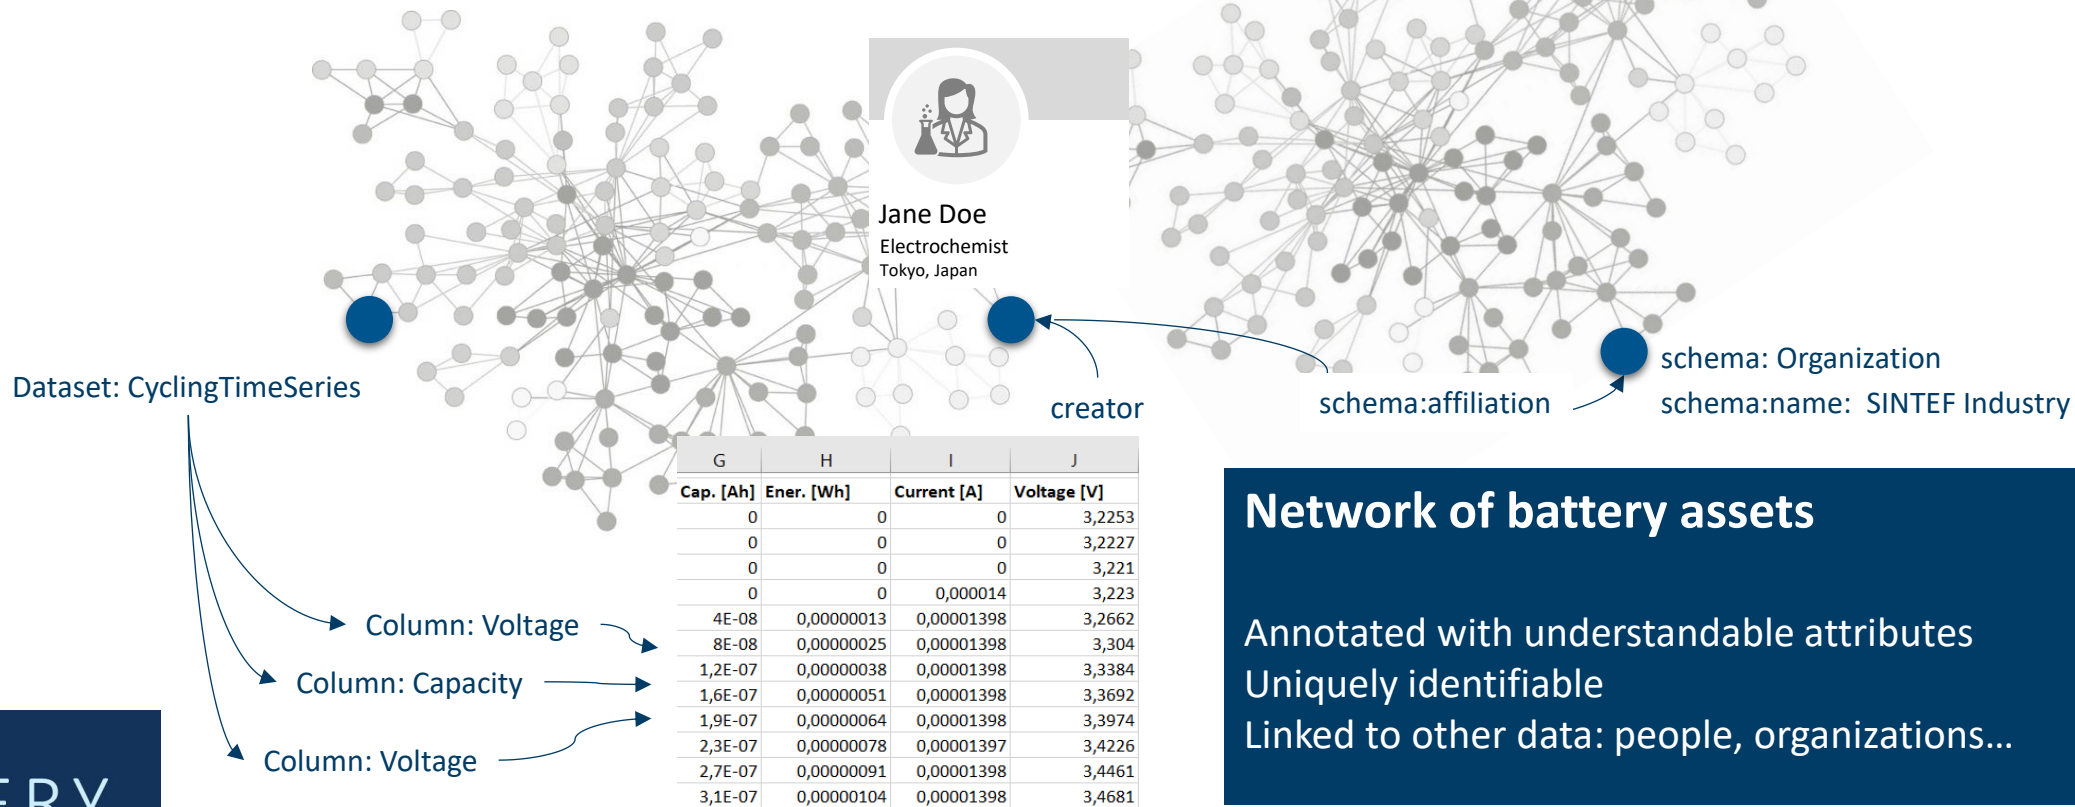 Jane Doe
Electrochemist
Tokyo, Japan
Dataset: CyclingTimeSeries
creator
schema:affiliation
schema: Organization
schema:name: SINTEF Industry
Column: Voltage
Column: Capacity
Column: Voltage
G H I J
Cap. [Ah] Ener. [Wh] Current [A] Voltage [V]
0 0 0 3,2253
0 0 0 3,2227
0 0 0 3,221
0 0 0,000014 3,223
4E-08 0,00000013 0,00001398 3,2662
8E-08 0,00000025 0,00001398 3,304
1,2E-07 0,00000038 0,00001398 3,3384
1,6E-07 0,00000051 0,00001398 3,3692
1,9E-07 0,00000064 0,00001398 3,3974
2,3E-07 0,00000078 0,00001397 3,4226
2,7E-07 0,00000091 0,00001398 3,4461
3,1E-07 0,00000104 0,00001398 3,4681
Network of battery assets
Annotated with understandable attributes
Uniquely identifiable
Linked to other data: people, organizations...